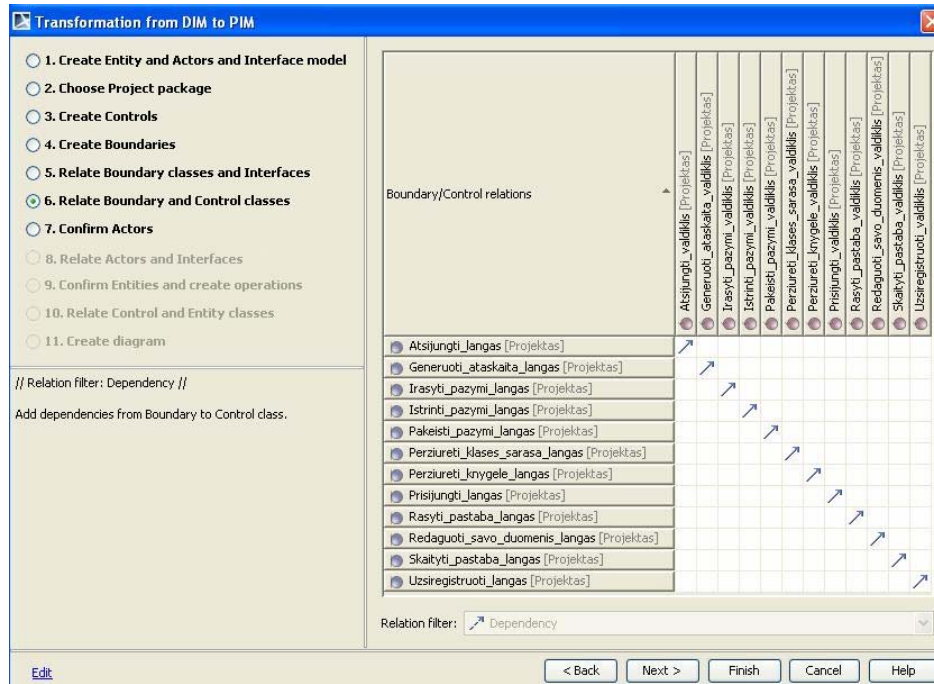 Transformation from DIM to PIM
1. Create Entity and Actors and Interface model
2. Choose Project package
3. Create Controls
4. Create Boundaries
5. Relate Boundary classes and Interfaces
6. Relate Boundary and Control classes
7. Confirm Actors
8. Relate Actors and Interfaces
9. Confirm Entities and create operations
10. Relate Control and Entity classes
11. Create diagram
// Relation filter: Dependency //
Add dependencies from Boundary to Control class.
Edit
Boundary/Control relations
Atsijungti_valdiklis [Projektas]
Generuoti_ataskaita_valdiklis [Projektas]
Irasyti_pazymi_valdiklis [Projektas]
Istrinti_pazymi_valdiklis [Projektas]
Pakeisti_pazymi_valdiklis [Projektas]
Perziureti_klases_sarasa_valdiklis [Projektas]
Perziureti_knygele_valdiklis [Projektas]
Prisijungti_valdiklis [Projektas]
Rasyti_pastaba_valdiklis [Projektas]
Redaguoti_savo_duomenis_valdiklis [Projektas]
Skaityti_pastaba_valdiklis [Projektas]
Uzsiregistruoti_valdiklis [Projektas]
Atsijungti_langas [Projektas]
Generuoti_ataskaita_langas [Projektas]
Irasyti_pazymi_langas [Projektas]
Istrinti_pazymi_langas [Projektas]
Pakeisti_pazymi_langas [Projektas]
Perziureti_klases_sarasa_langas [Projektas]
Perziureti_knygele_langas [Projektas]
Prisijungti_langas [Projektas]
Rasyti_pastaba_langas [Projektas]
Redaguoti_savo_duomenis_langas [Projektas]
Skaityti_pastaba_langas [Projektas]
Uzsiregistruoti_langas [Projektas]
Relation filter: Dependency
< Back Next > Finish Cancel Help